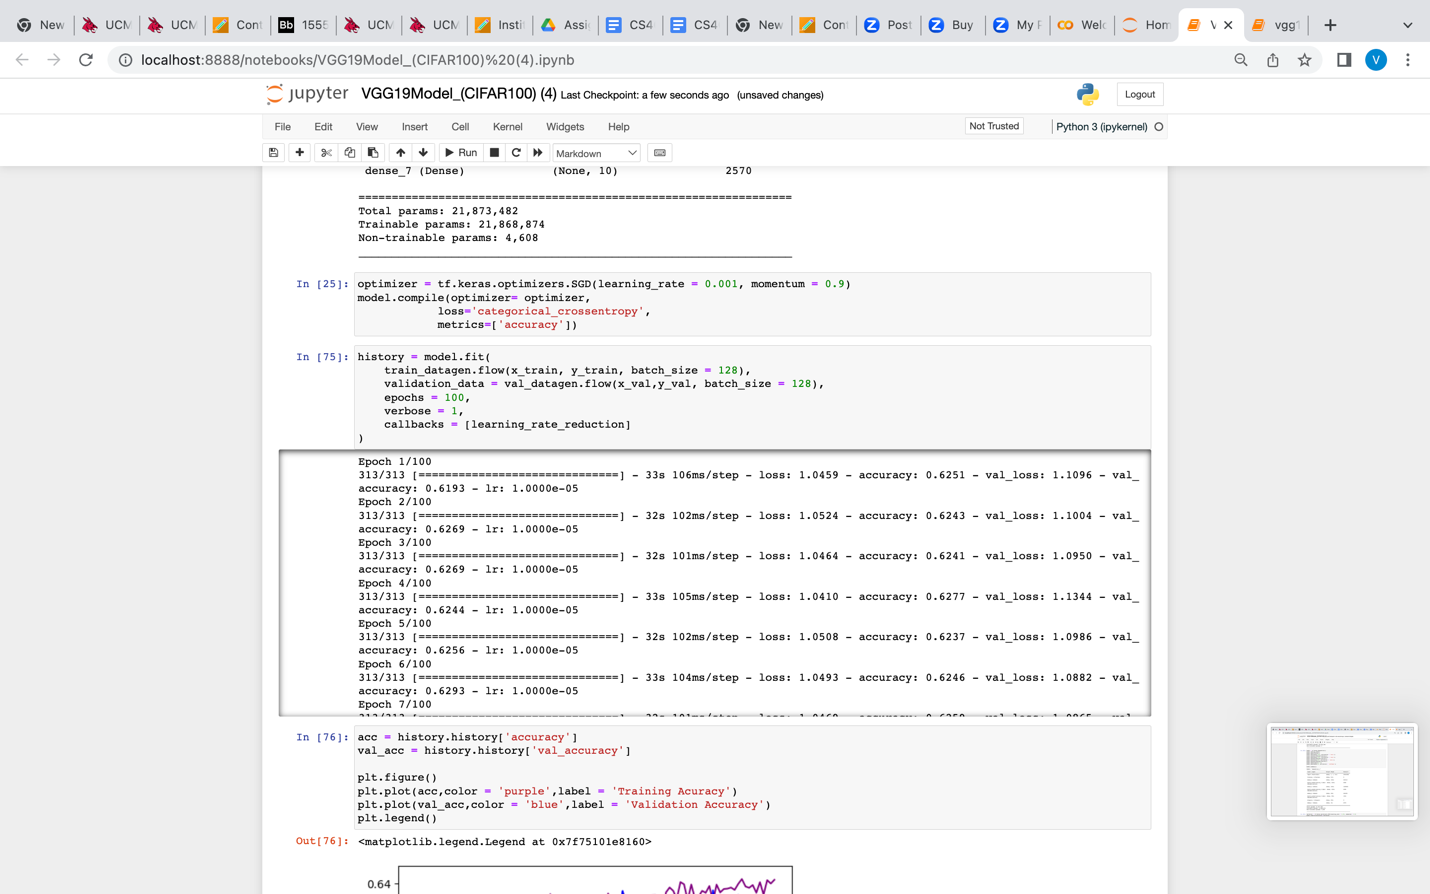 New UCM UCM Cont Bb 1555 UCM UCM Insti Assi CS4 CS4 New Cont Post Buy My F Welc Hom V vgg1
localhost:8888/notebooks/VGG19Model_(CIFAR100)%20(4).ipynb V
jupyter VGG19Model_(CIFAR100) (4) Last Checkpoint: a few seconds ago (unsaved changes) Logout
File Edit View Insert Cell Kernel Widgets Help Not Trusted Python 3 (ipykernel)
Run Markdown
dense_7 (Dense) (None, 10) 2570
=================================================================
Total params: 21,873,482
Trainable params: 21,868,874
Non-trainable params: 4,608
_________________________________________________________________
In [25]: optimizer = tf.keras.optimizers.SGD(learning_rate = 0.001, momentum = 0.9)
model.compile(optimizer= optimizer,
loss='categorical_crossentropy',
metrics=['accuracy'])
In [75]: history = model.fit(
train_datagen.flow(x_train, y_train, batch_size = 128),
validation_data = val_datagen.flow(x_val,y_val, batch_size = 128),
epochs = 100,
verbose = 1,
callbacks = [learning_rate_reduction]
)
Epoch 1/100
313/313 [==============================] - 33s 106ms/step - loss: 1.0459 - accuracy: 0.6251 - val_loss: 1.1096 - val_
accuracy: 0.6193 - lr: 1.0000e-05
Epoch 2/100
313/313 [==============================] - 32s 102ms/step - loss: 1.0524 - accuracy: 0.6243 - val_loss: 1.1004 - val_
accuracy: 0.6269 - lr: 1.0000e-05
Epoch 3/100
313/313 [==============================] - 32s 101ms/step - loss: 1.0464 - accuracy: 0.6241 - val_loss: 1.0950 - val_
accuracy: 0.6269 - lr: 1.0000e-05
Epoch 4/100
313/313 [==============================] - 33s 105ms/step - loss: 1.0410 - accuracy: 0.6277 - val_loss: 1.1344 - val_
accuracy: 0.6244 - lr: 1.0000e-05
Epoch 5/100
313/313 [==============================] - 32s 102ms/step - loss: 1.0508 - accuracy: 0.6237 - val_loss: 1.0986 - val_
accuracy: 0.6256 - lr: 1.0000e-05
Epoch 6/100
313/313 [==============================] - 33s 104ms/step - loss: 1.0493 - accuracy: 0.6246 - val_loss: 1.0882 - val_
accuracy: 0.6293 - lr: 1.0000e-05
Epoch 7/100
In [76]: acc = history.history['accuracy']
val_acc = history.history['val_accuracy']
plt.figure()
plt.plot(acc,color = 'purple',label = 'Training Acuracy')
plt.plot(val_acc,color = 'blue',label = 'Validation Accuracy')
plt.legend()
Out[76]: <matplotlib.legend.Legend at 0x7f75101e8160>
0.64